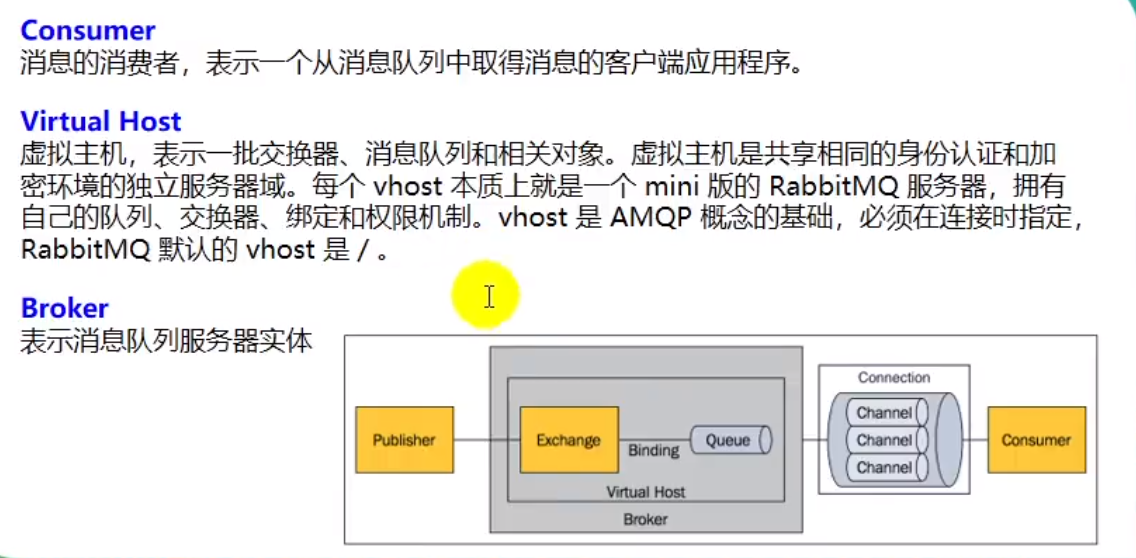 Consumer
消息的消费者，表示一个从消息队列中取得消息的客户端应用程序。
Virtual Host
虚拟主机，表示一批交换器、消息队列和相关对象。虚拟主机是共享相同的身份认证和加
密环境的独立服务器域。每个 vhost 本质上就是一个 mini 版的 RabbitMQ 服务器，拥有
自己的队列、交换器、绑定和权限机制。vhost 是 AMQP 概念的基础，必须在连接时指定，
RabbitMQ 默认的 vhost 是 / 。
Broker
表示消息队列服务器实体
Publisher
Exchange
Binding
Queue
Virtual Host
Broker
Connection
Channel
Channel
Channel
Consumer